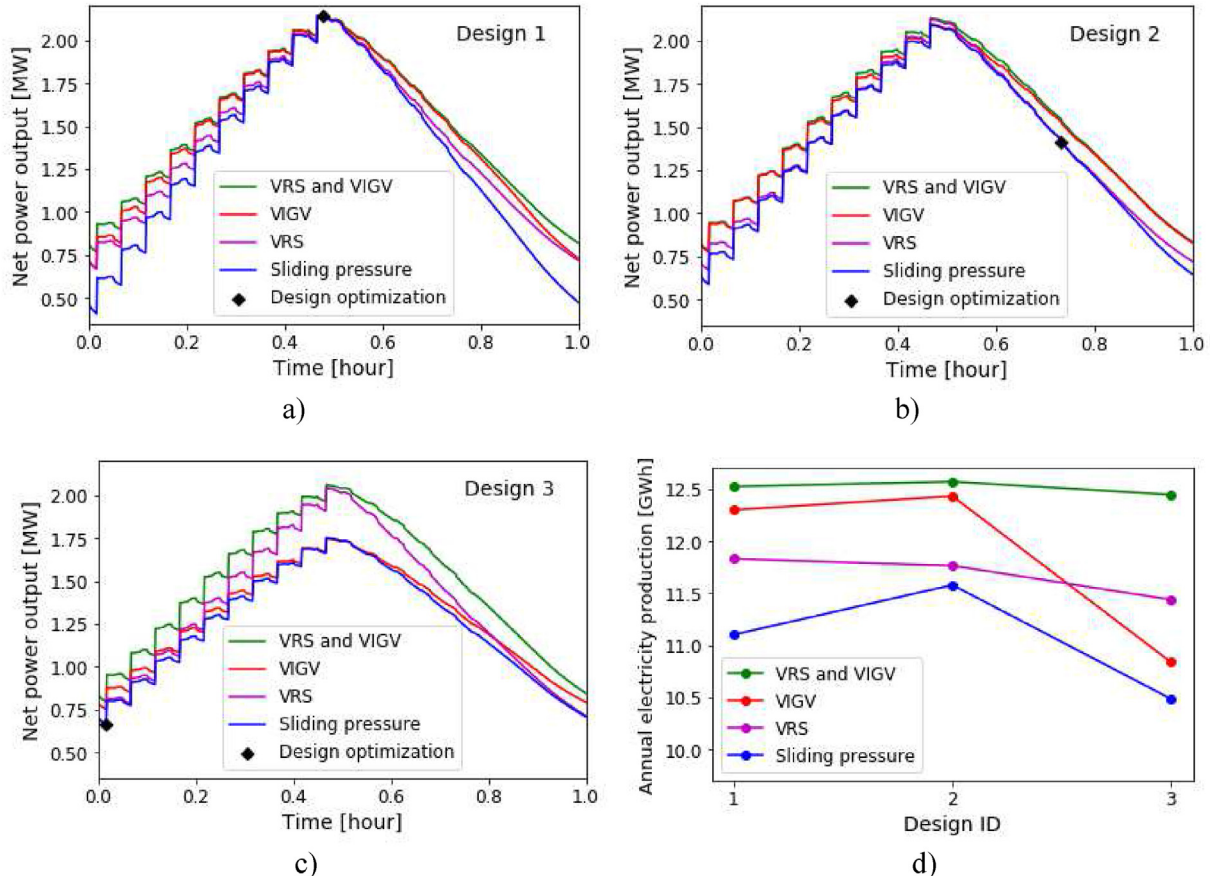 Design 1
Net power output [MW]
2.00
1.75
1.50
1.25
1.00
0.75
0.50
VRS and VIGV
VIGV
VRS
Sliding pressure
Design optimization
0.0 0.2 0.4 0.6 0.8 1.0
Time [hour]
a)
Design 2
Net power output [MW]
2.00
1.75
1.50
1.25
1.00
0.75
0.50
VRS and VIGV
VIGV
VRS
Sliding pressure
Design optimization
0.0 0.2 0.4 0.6 0.8 1.0
Time [hour]
b)
Design 3
Net power output [MW]
2.00
1.75
1.50
1.25
1.00
0.75
0.50
VRS and VIGV
VIGV
VRS
Sliding pressure
Design optimization
0.0 0.2 0.4 0.6 0.8 1.0
Time [hour]
c)
Annual electricity production [GWh]
12.5
12.0
11.5
11.0
10.5
10.0
VRS and VIGV
VIGV
VRS
Sliding pressure
1 2 3
Design ID
d)